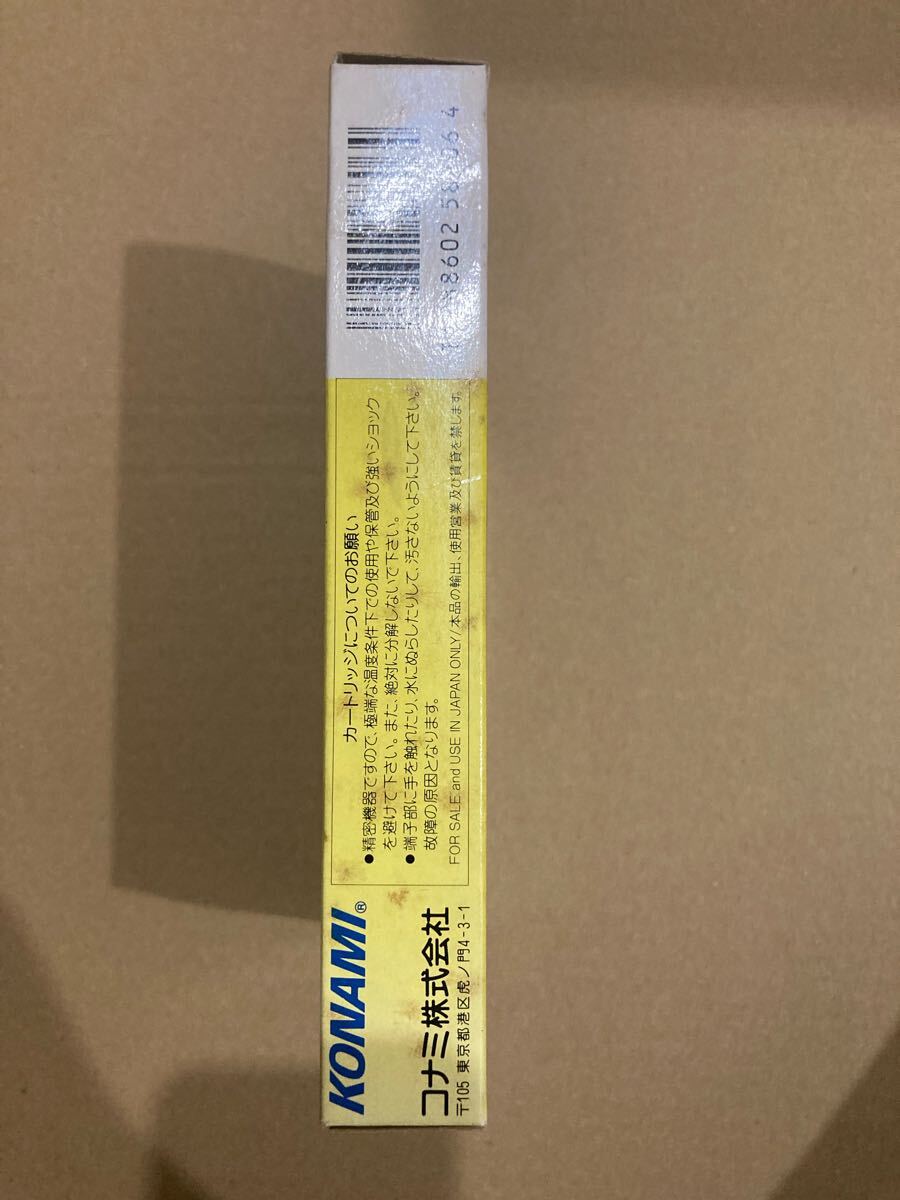 KONAMI®
コナミ株式会社
〒105 東京都港区虎ノ門4-3-1
カートリッジについてのお願い
●精密機器ですので、極端な温度条件下での使用や保管及び強いショック
を避けて下さい。また、絶対に分解しないで下さい。
●端子部に手を触れたり、水にぬらしたりして、汚さないようにして下さい。
故障の原因となります。
FOR SALE and USE IN JAPAN ONLY/本品の輸出、使用営業及び賃貸を禁じます。